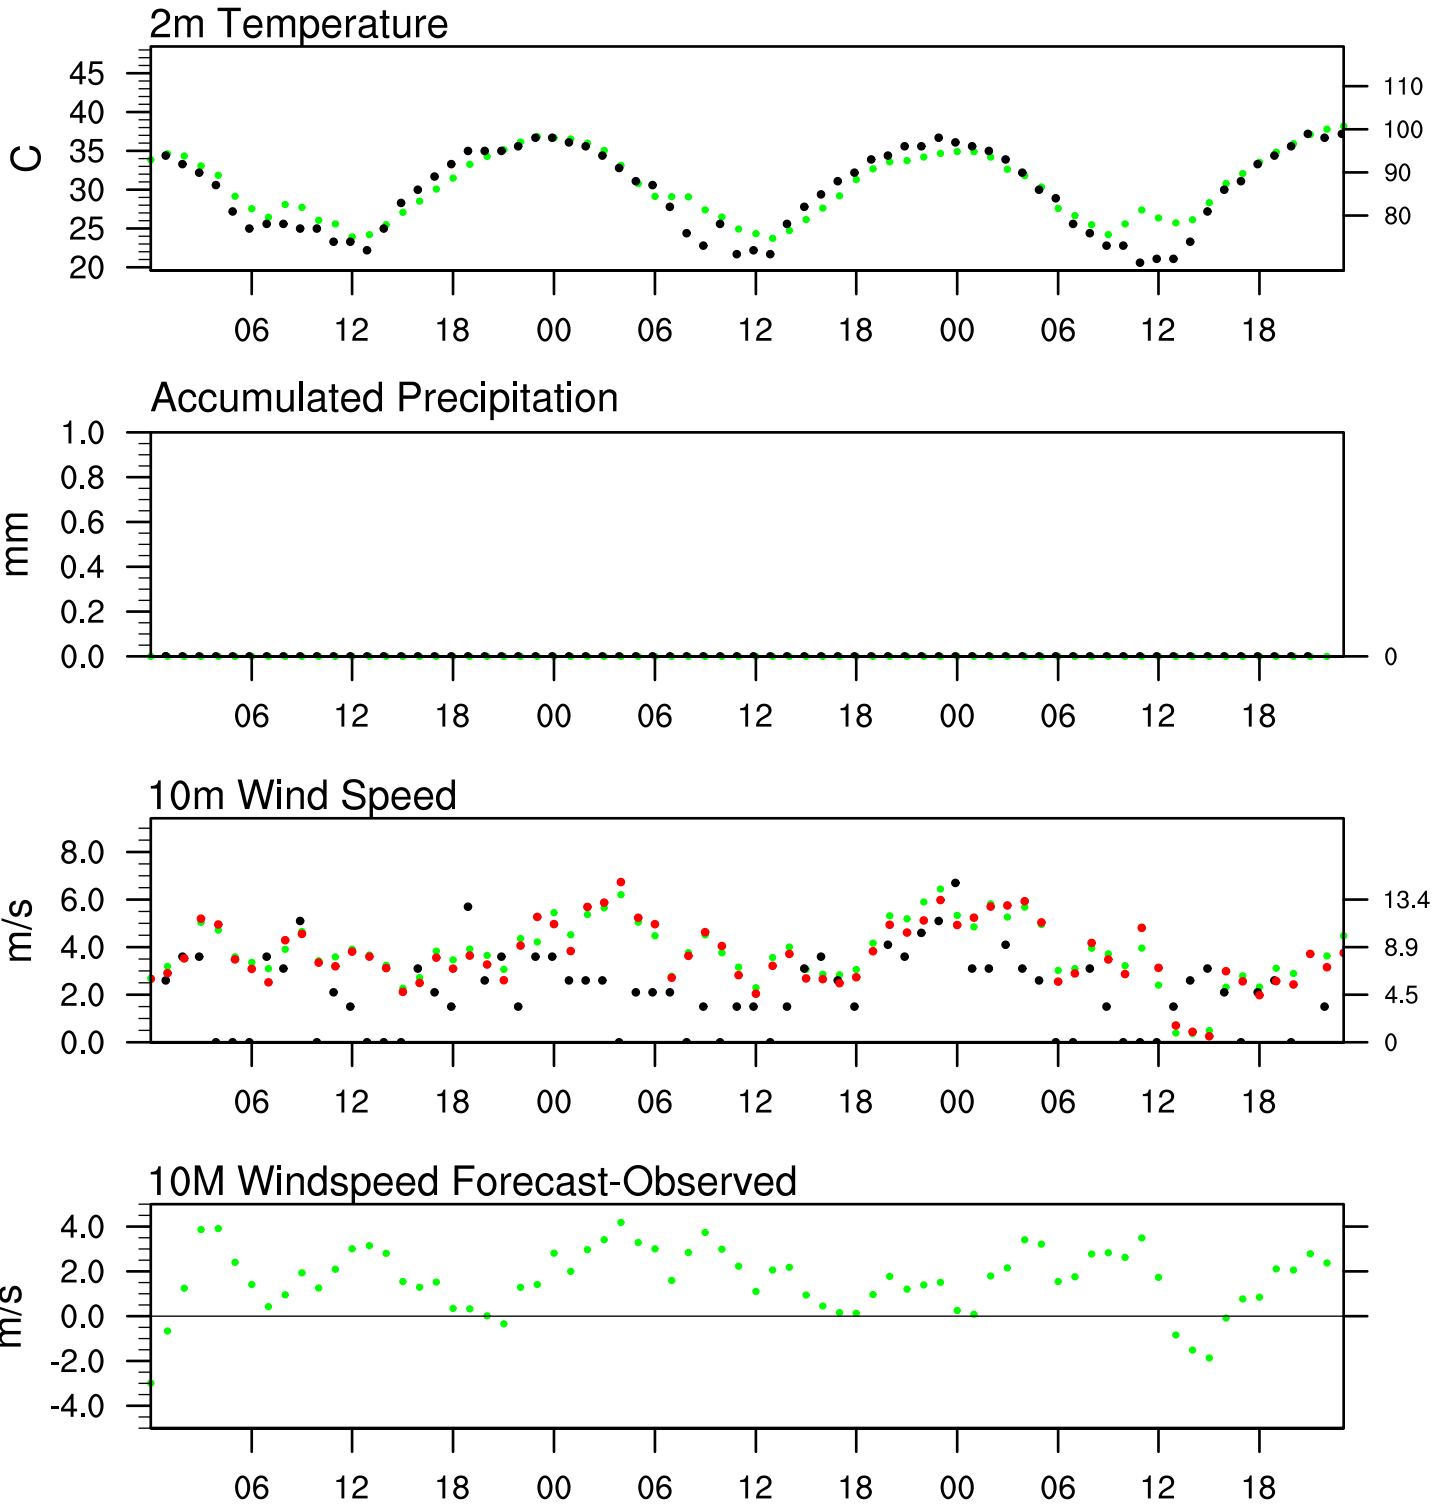 2m Temperature
45
40
35
30
25
20
C
110
100
90
80
06 12 18 00 06 12 18 00 06 12 18
Accumulated Precipitation
1.0
0.8
0.6
0.4
0.2
0.0
mm
0
06 12 18 00 06 12 18 00 06 12 18
10m Wind Speed
8.0
6.0
4.0
2.0
0.0
m/s
13.4
8.9
4.5
0
06 12 18 00 06 12 18 00 06 12 18
10M Windspeed Forecast-Observed
4.0
2.0
0.0
-2.0
-4.0
m/s
06 12 18 00 06 12 18 00 06 12 18